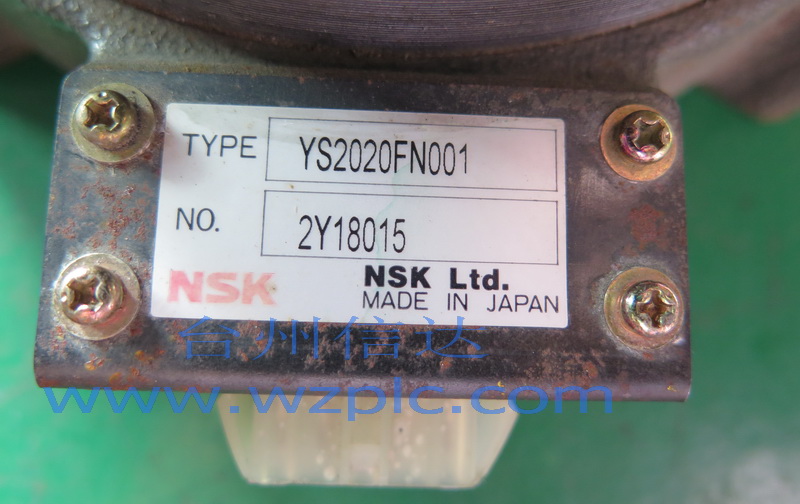 TYPE YS2020FN001
NO. 2Y18015
NSK NSK Ltd.
MADE IN JAPAN
台州信达
www.wzplc.com